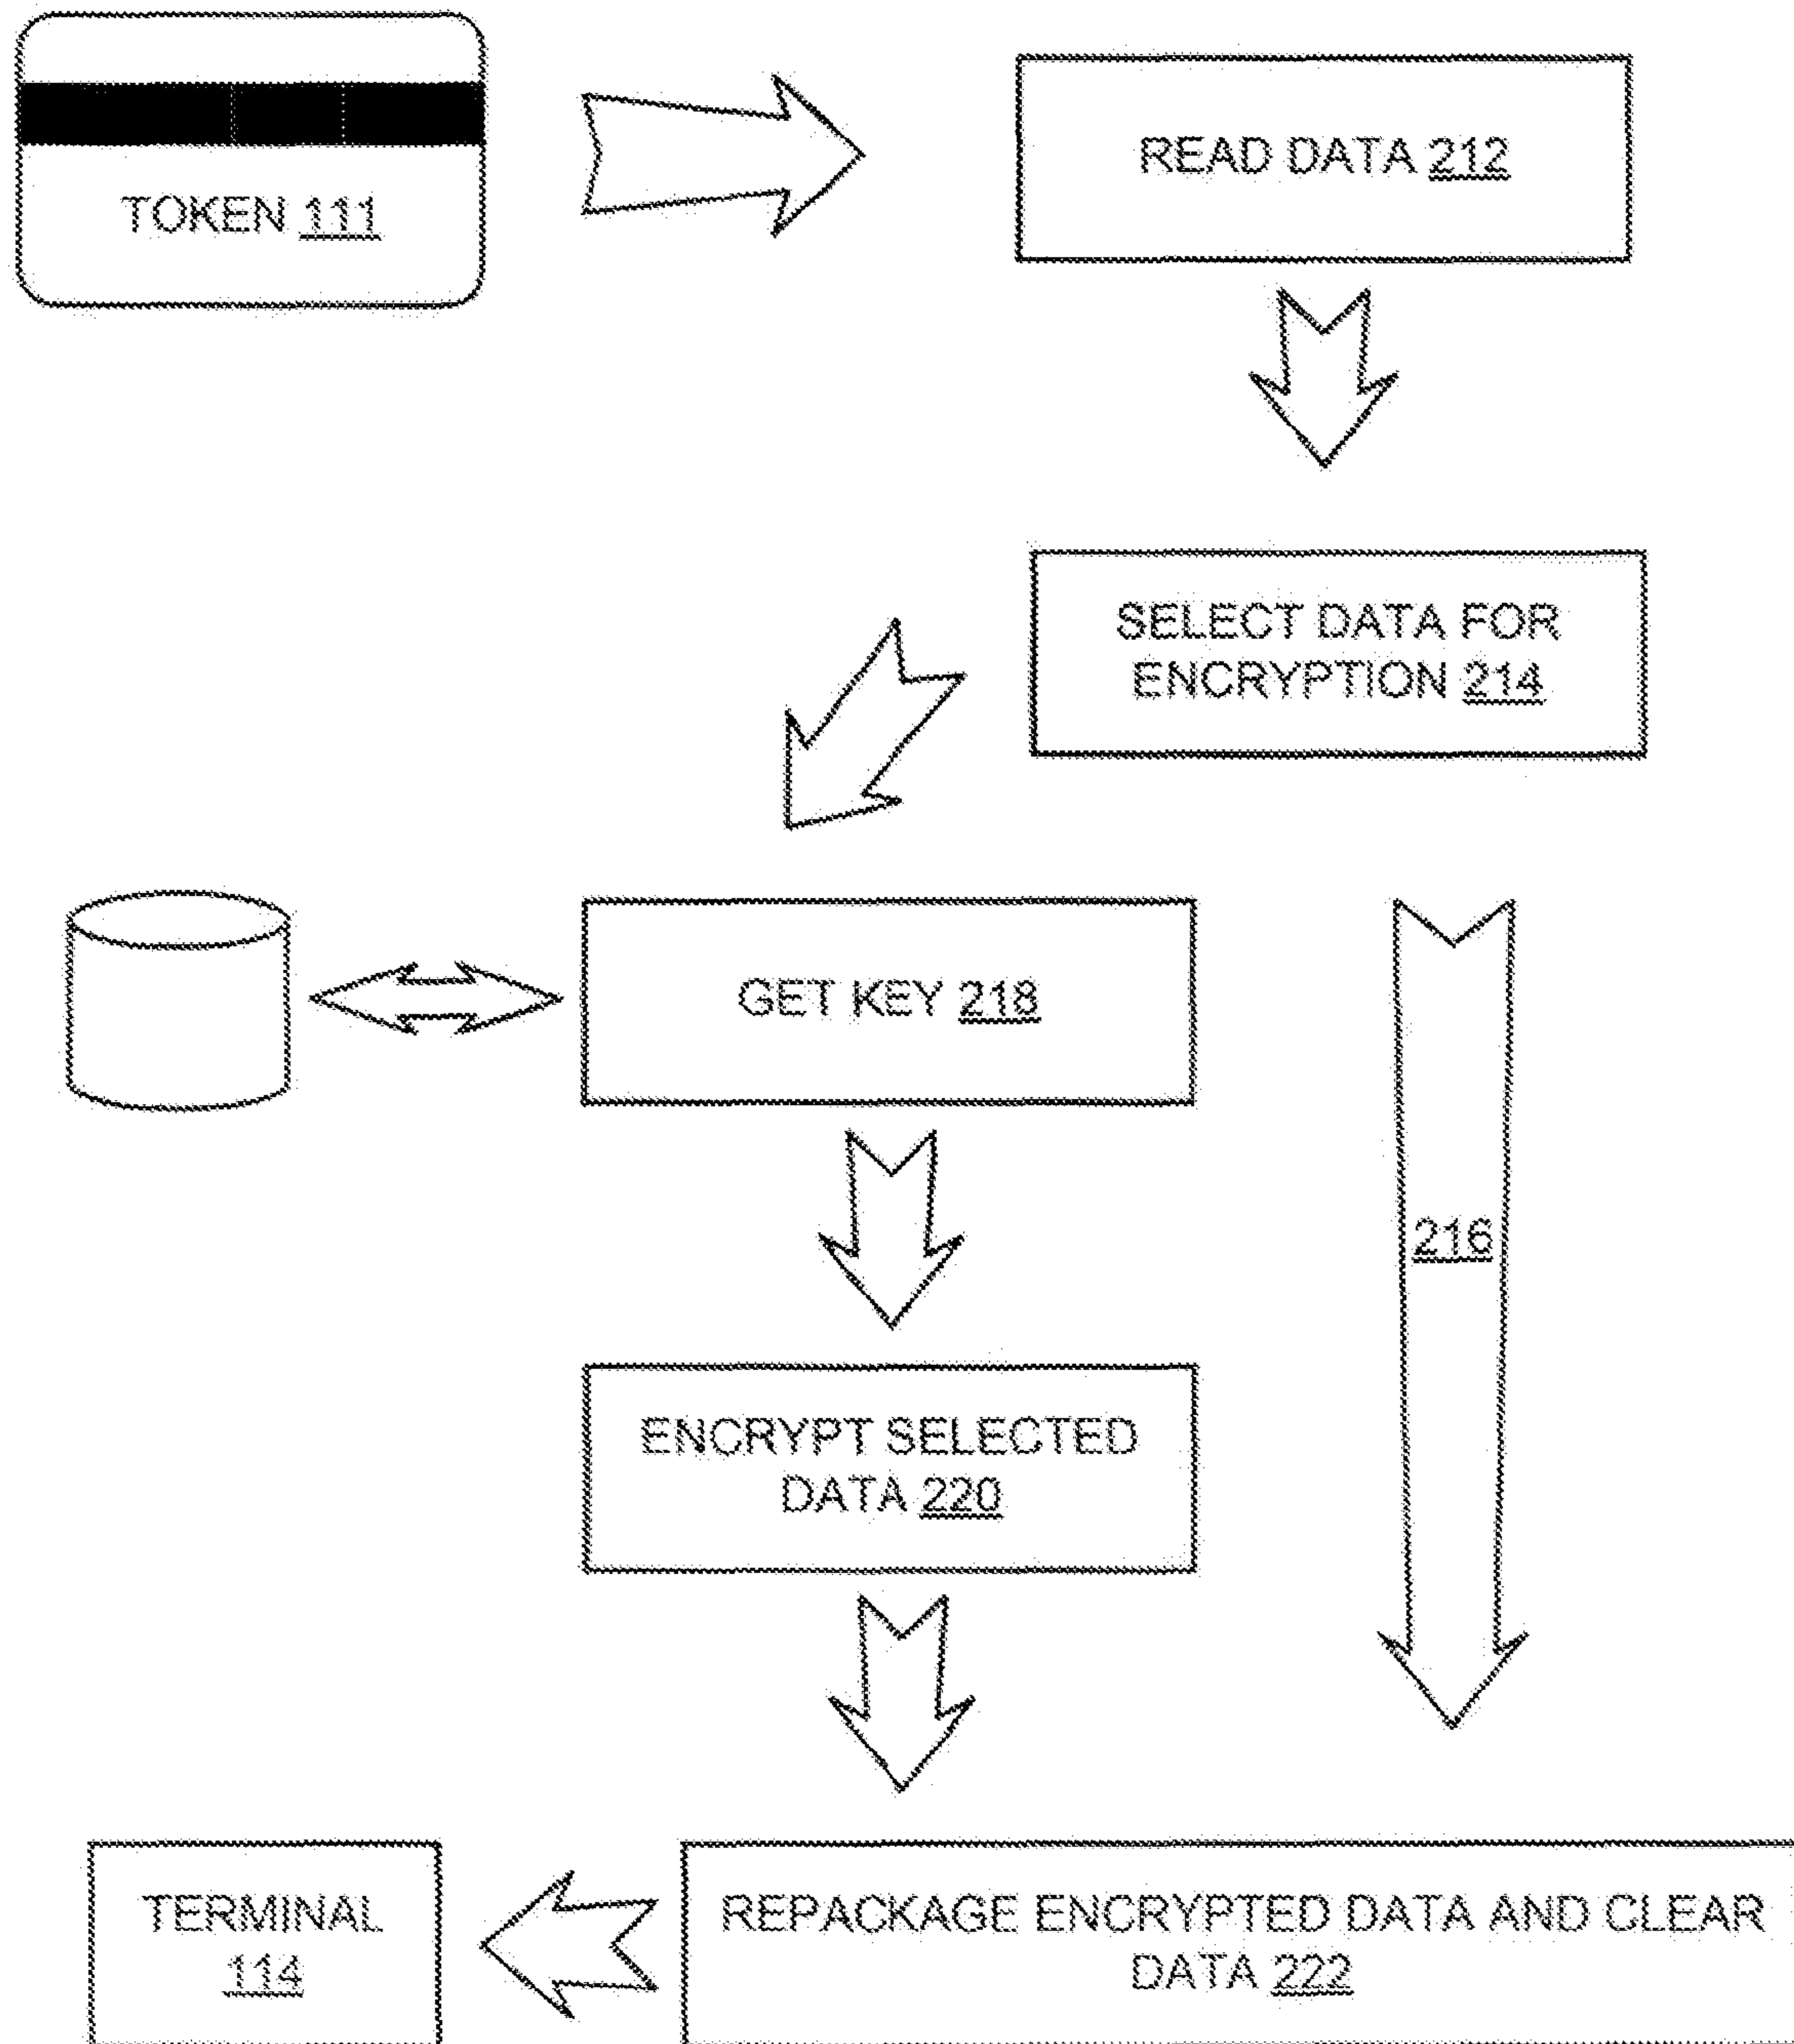 TOKEN 111
READ DATA 212
SELECT DATA FOR
ENCRYPTION 214
GET KEY 218
216
ENCRYPT SELECTED
DATA 220
TERMINAL
114
REPACKAGE ENCRYPTED DATA AND CLEAR
DATA 222